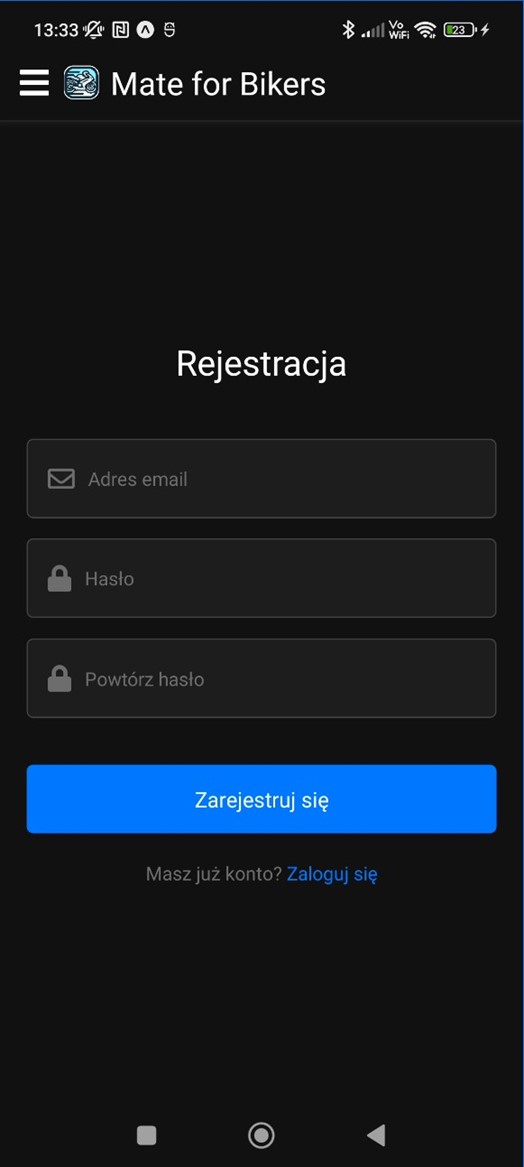 13:33 Vo WiFi 23
Mate for Bikers
Rejestracja
Adres email
Hasło
Powtórz hasło
Zarejestruj się
Masz już konto? Zaloguj się